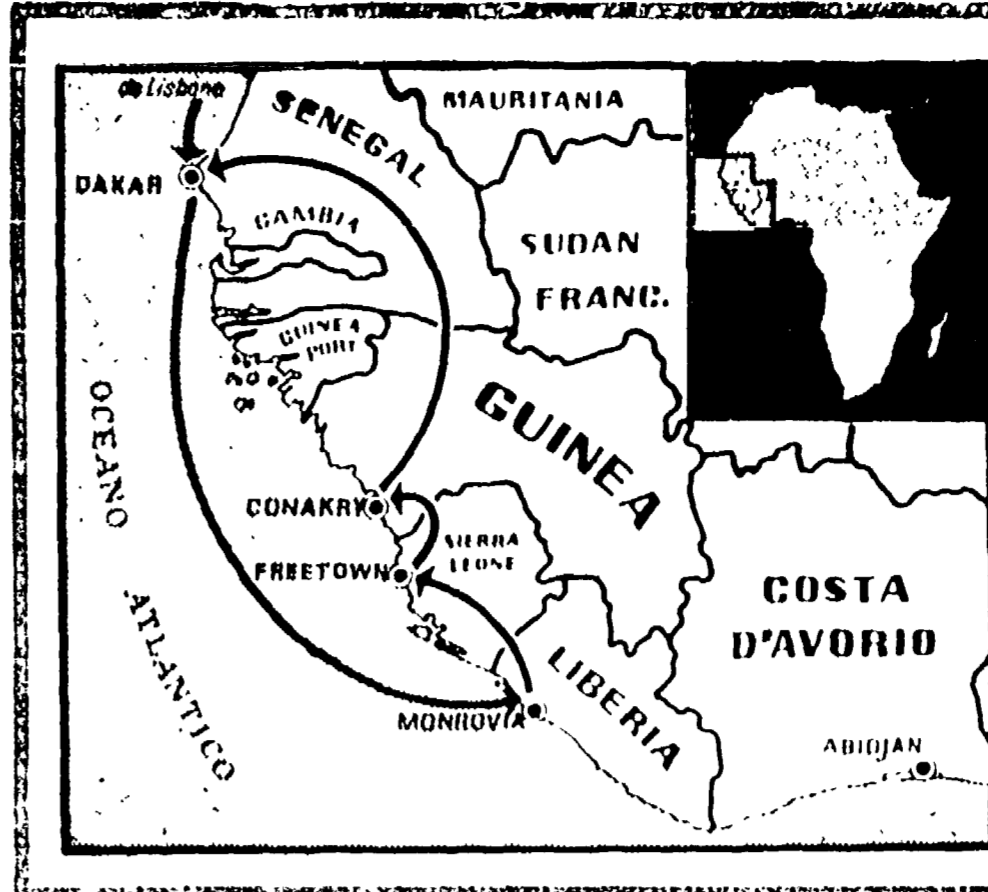 da Lisbona
MAURITANIA
SENEGAL
DAKAR
GAMBIA
SUDAN
FRANC.
GUINEA
PORT.
GUINEA
OCEANO
ATLANTICO
CONAKRY
SIERRA
LEONE
FREETOWN
COSTA
D'AVORIO
LIBERIA
MONROVIA
ABIDJAN